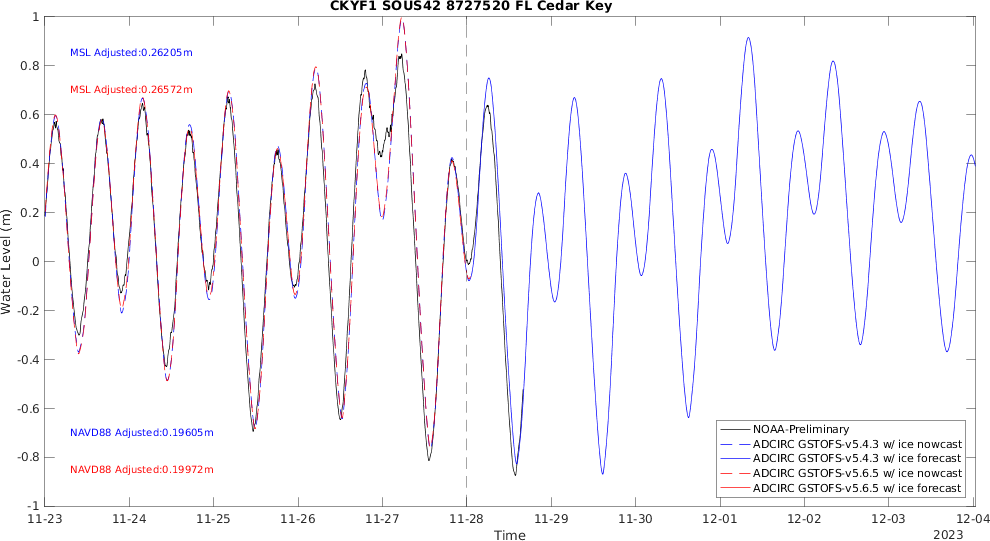 CKYF1 SOUS42 8727520 FL Cedar Key
MSL Adjusted:0.26205m
MSL Adjusted:0.26572m
NAVD88 Adjusted:0.19605m
NAVD88 Adjusted:0.19972m
Water Level (m)
1
0.8
0.6
0.4
0.2
0
-0.2
-0.4
-0.6
-0.8
-1
NOAA-Preliminary
ADCIRC GSTOFS-v5.4.3 w/ ice nowcast
ADCIRC GSTOFS-v5.4.3 w/ ice forecast
ADCIRC GSTOFS-v5.6.5 w/ ice nowcast
ADCIRC GSTOFS-v5.6.5 w/ ice forecast
11-23 11-24 11-25 11-26 11-27 11-28 11-29 11-30 12-01 12-02 12-03 12-04
Time
2023